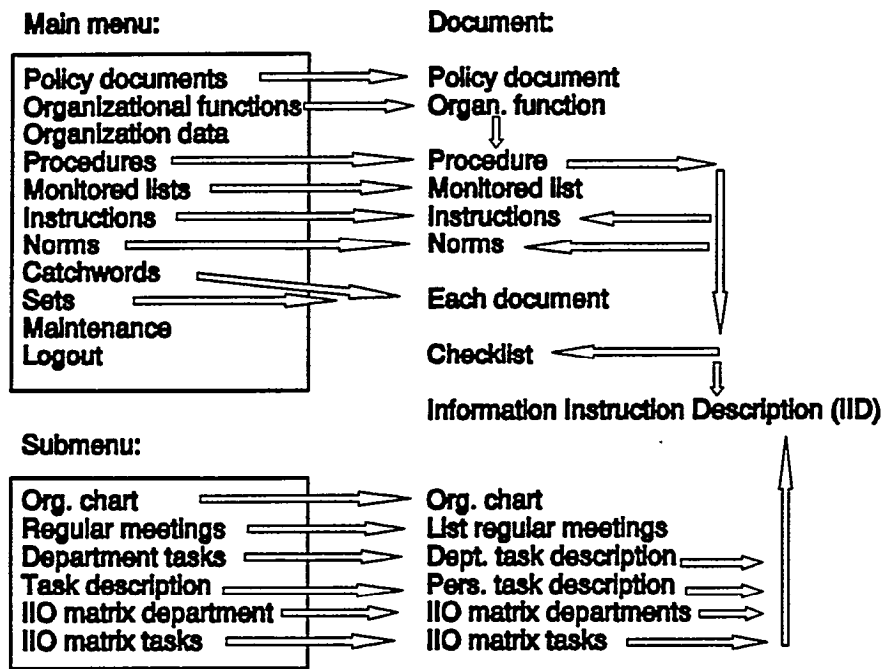 Main menu:
Policy documents
Organizational functions
Organization data
Procedures
Monitored lists
Instructions
Norms
Catchwords
Sets
Maintenance
Logout
Document:
Policy document
Organ. function
Procedure
Monitored list
Instructions
Norms
Each document
Checklist
Information Instruction Description (IID)
Submenu:
Org. chart
Regular meetings
Department tasks
Task description
IIO matrix department
IIO matrix tasks
Org. chart
List regular meetings
Dept. task description
Pers. task description
IIO matrix departments
IIO matrix tasks